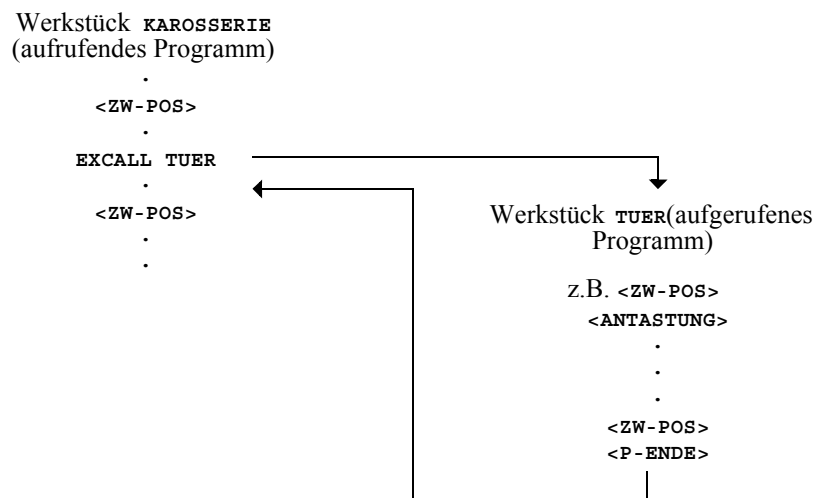 Werkstück KAROSSERIE
(aufrufendes Programm)
.
<ZW-POS>
.
EXCALL TUER
.
<ZW-POS>
.
.
Werkstück TUER(aufgerufenes
Programm)
z.B. <ZW-POS>
<ANTASTUNG>
.
.
.
<ZW-POS>
<P-ENDE>